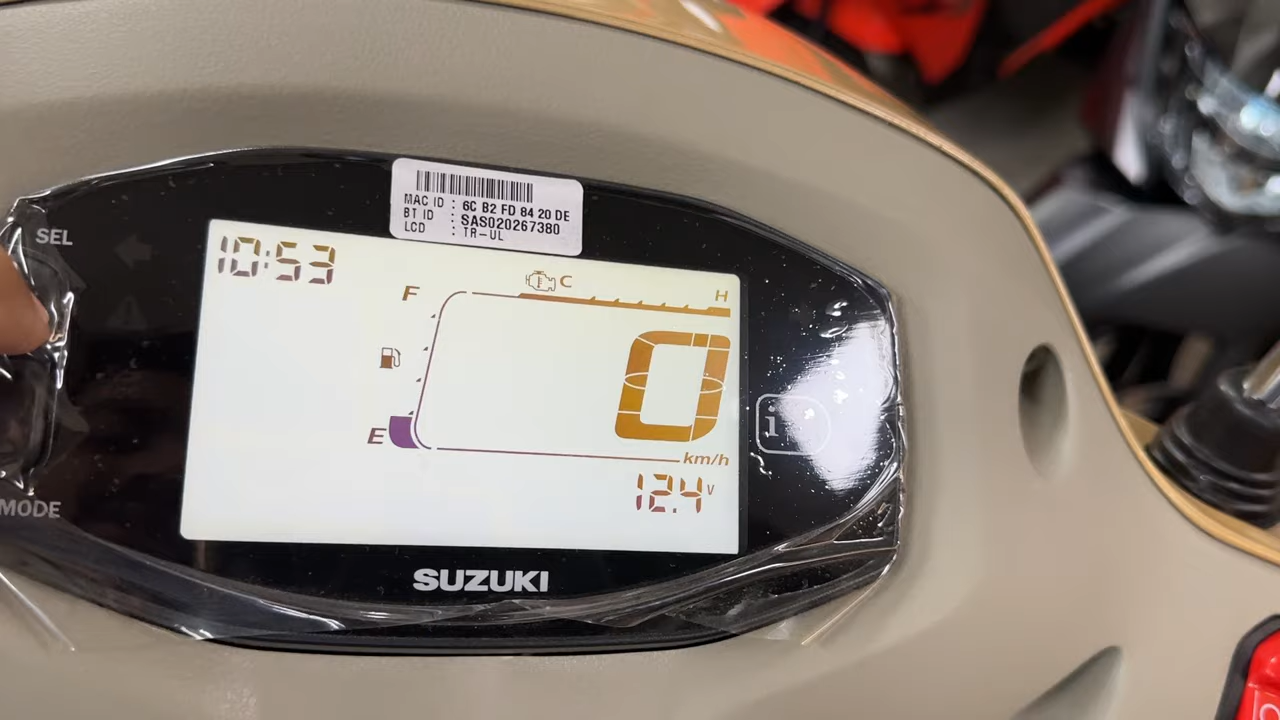 MAC ID : 6C B2 FD 84 20 DE
BT ID : SAS020267380
LCD : TR-UL
SEL
10:53
C
F
H
0
E
km/h
12.4 V
i
MODE
SUZUKI